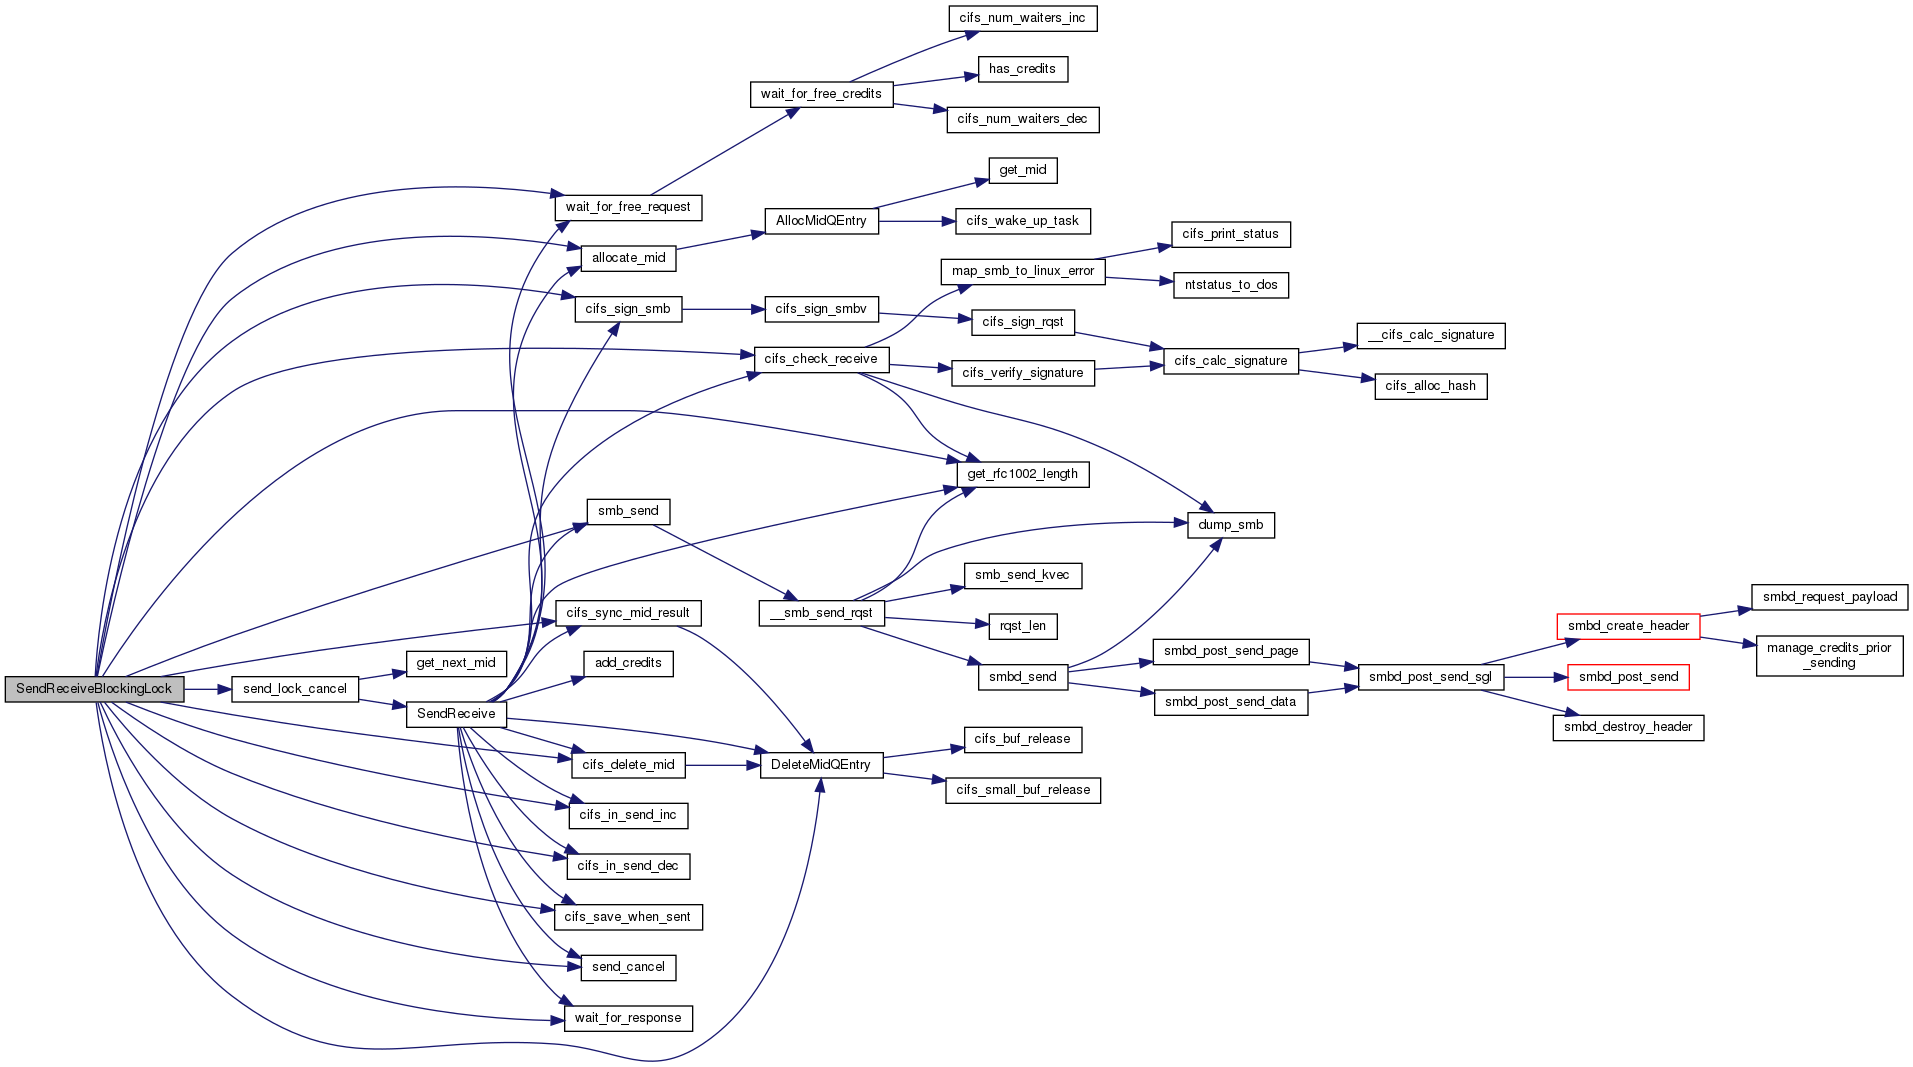 cifs_num_waiters_inc
has_credits
wait_for_free_credits
cifs_num_waiters_dec
get_mid
wait_for_free_request
AllocMidQEntry
cifs_wake_up_task
cifs_print_status
allocate_mid
map_smb_to_linux_error
ntstatus_to_dos
cifs_sign_smb
cifs_sign_smbv
cifs_sign_rqst
__cifs_calc_signature
cifs_check_receive
cifs_verify_signature
cifs_calc_signature
cifs_alloc_hash
get_rfc1002_length
smb_send
dump_smb
smb_send_kvec
cifs_sync_mid_result
__smb_send_rqst
rqst_len
smbd_request_payload
smbd_create_header
manage_credits_prior
_sending
smbd_post_send_page
get_next_mid
add_credits
smbd_send
smbd_post_send_sgl
smbd_post_send
SendReceiveBlockingLock
send_lock_cancel
smbd_post_send_data
SendReceive
smbd_destroy_header
cifs_buf_release
cifs_delete_mid
DeleteMidQEntry
cifs_small_buf_release
cifs_in_send_inc
cifs_in_send_dec
cifs_save_when_sent
send_cancel
wait_for_response